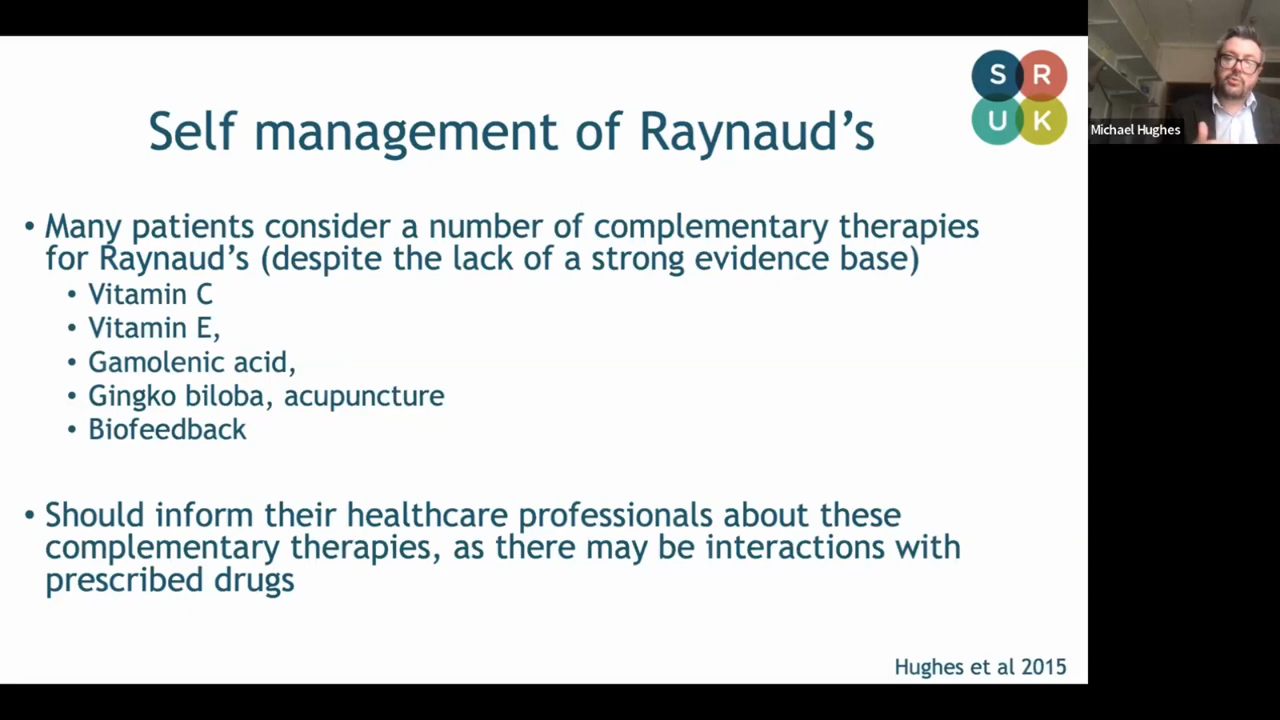 S R
U K
Michael Hughes
Self management of Raynaud's
• Many patients consider a number of complementary therapies
for Raynaud's (despite the lack of a strong evidence base)
• Vitamin C
• Vitamin E,
• Gamolenic acid,
• Gingko biloba, acupuncture
• Biofeedback
• Should inform their healthcare professionals about these
complementary therapies, as there may be interactions with
prescribed drugs
Hughes et al 2015